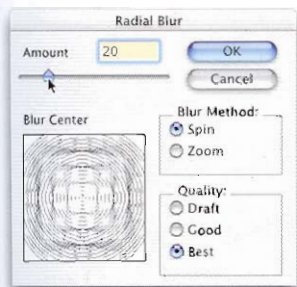 Radial Blur
Amount 20
OK
Cancel
Blur Center
Blur Method:
Spin
Zoom
Quality:
Draft
Good
Best